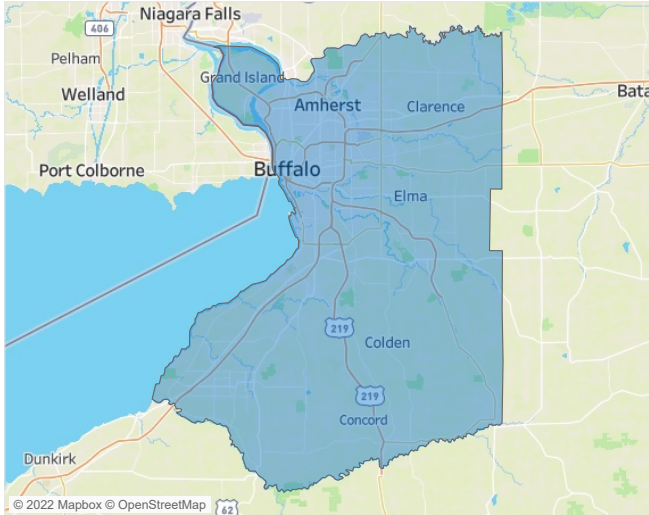 Niagara Falls
406
Pelham
Grand Island
Welland
Amherst
Clarence
Bata
Port Colborne
Buffalo
Elma
219
Colden
219
Concord
Dunkirk
© 2022 Mapbox © OpenStreetMap
62